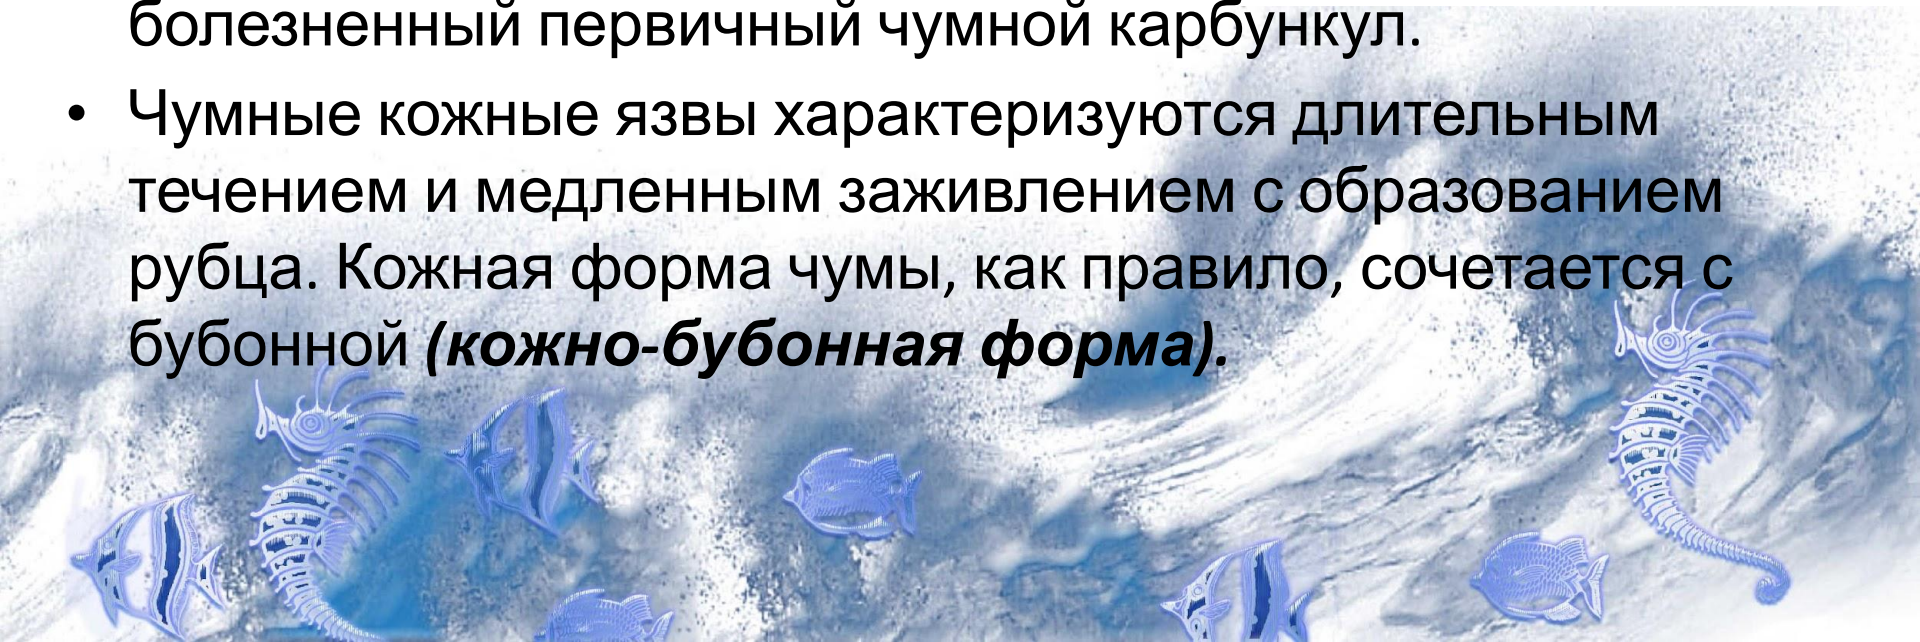 болезненный первичный чумной карбункул.
• Чумные кожные язвы характеризуются длительным
течением и медленным заживлением с образованием
рубца. Кожная форма чумы, как правило, сочетается с
бубонной (кожно-бубонная форма).